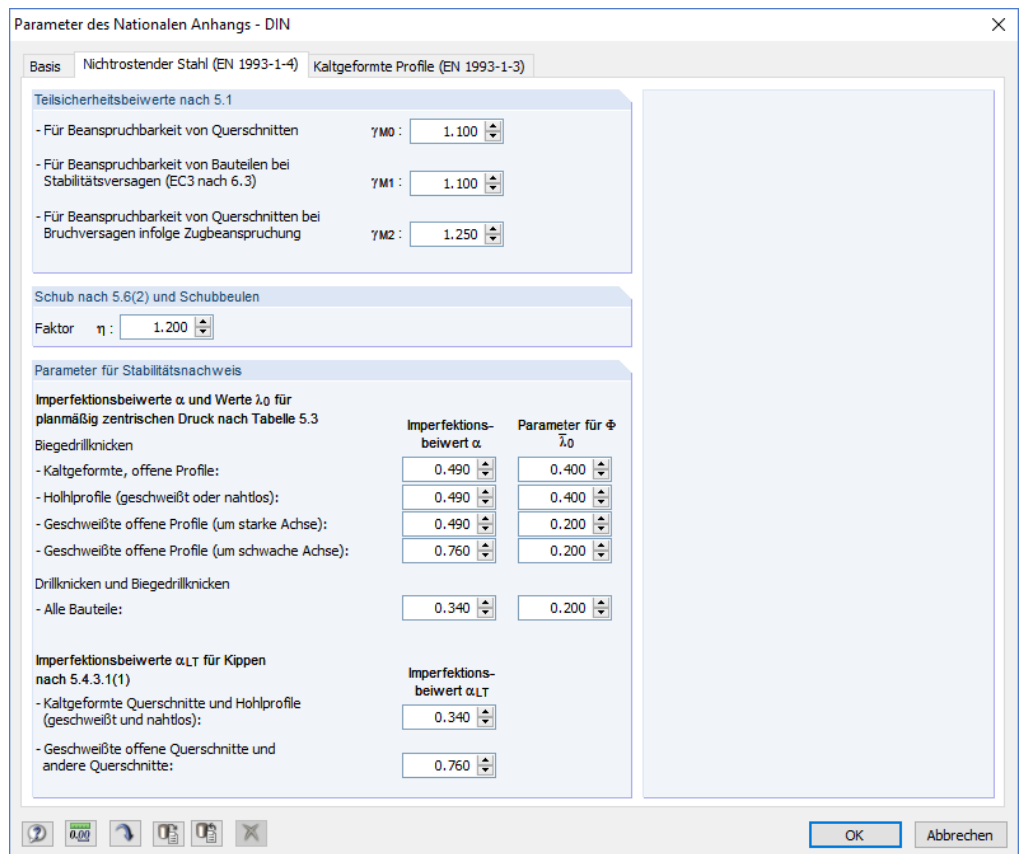 Parameter des Nationalen Anhangs - DIN
Basis
Nichtrostender Stahl (EN 1993-1-4)
Kaltgeformte Profile (EN 1993-1-3)
Teilsicherheitsbeiwerte nach 5.1
- Für Beanspruchbarkeit von Querschnitten γM0 : 1.100
- Für Beanspruchbarkeit von Bauteilen bei
Stabilitätsversagen (EC3 nach 6.3) γM1 : 1.100
- Für Beanspruchbarkeit von Querschnitten bei
Bruchversagen infolge Zugbeanspruchung γM2 : 1.250
Schub nach 5.6(2) und Schubbeulen
Faktor η : 1.200
Parameter für Stabilitätsnachweis
Imperfektionsbeiwerte α und Werte λ0 für
planmäßig zentrischen Druck nach Tabelle 5.3
Imperfektions- Parameter für Φ
beiwert α λ̅0
Biegedrillknicken
- Kaltgeformte, offene Profile: 0.490 0.400
- Holhlprofile (geschweißt oder nahtlos): 0.490 0.400
- Geschweißte offene Profile (um starke Achse): 0.490 0.200
- Geschweißte offene Profile (um schwache Achse): 0.760 0.200
Drillknicken und Biegedrillknicken
- Alle Bauteile: 0.340 0.200
Imperfektionsbeiwerte αLT für Kippen
nach 5.4.3.1(1)
Imperfektions-
beiwert αLT
- Kaltgeformte Querschnitte und Hohlprofile
(geschweißt und nahtlos): 0.340
- Geschweißte offene Querschnitte und
andere Querschnitte: 0.760
0.00
OK
Abbrechen